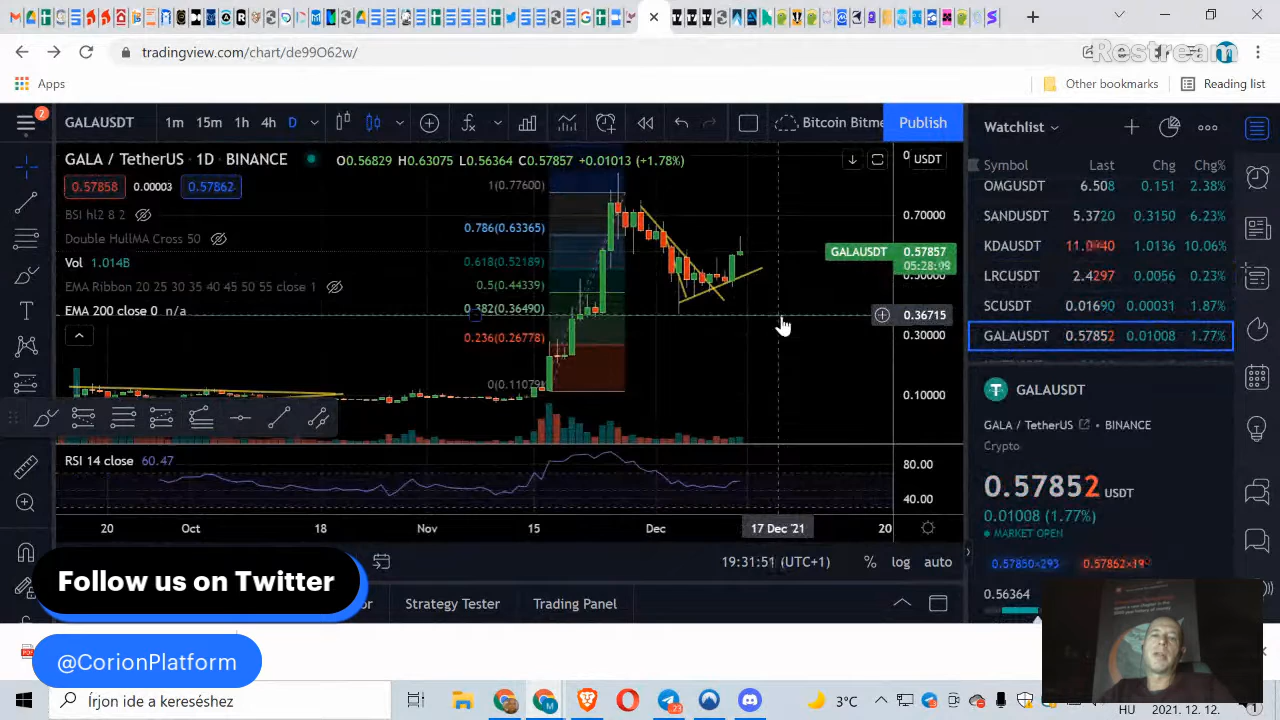 tradingview.com/chart/de99O62w/
Restream
Apps
Other bookmarks
Reading list
2
GALAUSDT
1m 15m 1h 4h D
Bitcoin Bitme
Publish
Watchlist
GALA / TetherUS · 1D · BINANCE
O0.56829 H0.63075 L0.56364 C0.57857 +0.01013 (+1.78%)
0.57858 0.00003 0.57862
BSI hl2 8 2
Double HullMA Cross 50
Vol 1.014B
EMA Ribbon 20 25 30 35 40 45 50 55 close 1
EMA 200 close 0 n/a
1(0.77600)
0.786(0.63365)
0.618(0.52189)
0.5(0.44339)
0.382(0.36490)
0.236(0.26778)
0(0.11079)
USDT
0.70000
GALAUSDT 0.57857
05:28:09
0.50000
0.36715
0.30000
0.10000
RSI 14 close 60.47
80.00
40.00
20 Oct 18 Nov 15 Dec 17 Dec '21 20
19:31:51 (UTC+1) % log auto
Strategy Tester
Trading Panel
Symbol Last Chg Chg%
OMGUSDT 6.508 0.151 2.38%
SANDUSDT 5.3720 0.3150 6.23%
KDAUSDT 1.0136 10.06%
LRCUSDT 2.4297 0.0056 0.23%
SCUSDT 0.01690 0.00031 1.87%
GALAUSDT 0.57852 0.01008 1.77%
GALAUSDT
GALA / TetherUS · BINANCE
Crypto
0.57852 USDT
0.01008 (1.77%)
MARKET OPEN
0.57850×293
0.56364
Follow us on Twitter
@CorionPlatform
Írjon ide a kereséshez
23
3°C
HU
2021. 12. 12.